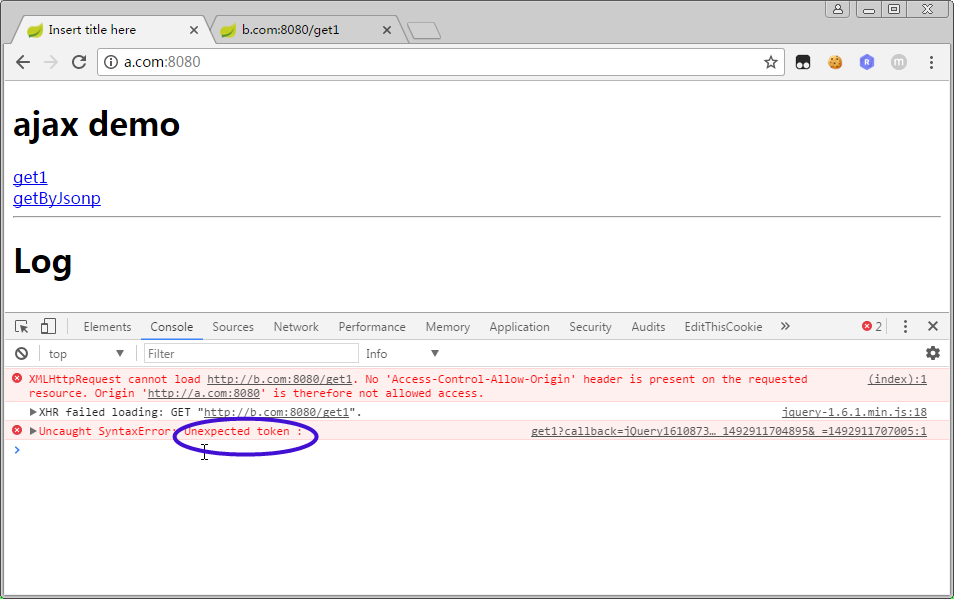 Insert title here
b.com:8080/get1
a.com:8080
ajax demo
get1
getByJsonp
Log
Elements Console Sources Network Performance Memory Application Security Audits EditThisCookie 2
top Filter Info
XMLHttpRequest cannot load http://b.com:8080/get1. No 'Access-Control-Allow-Origin' header is present on the requested (index):1
resource. Origin 'http://a.com:8080' is therefore not allowed access.
XHR failed loading: GET "http://b.com:8080/get1". jquery-1.6.1.min.js:18
Uncaught SyntaxError: Unexpected token : get1?callback=jQuery1610873… 1492911704895&_=1492911707005:1